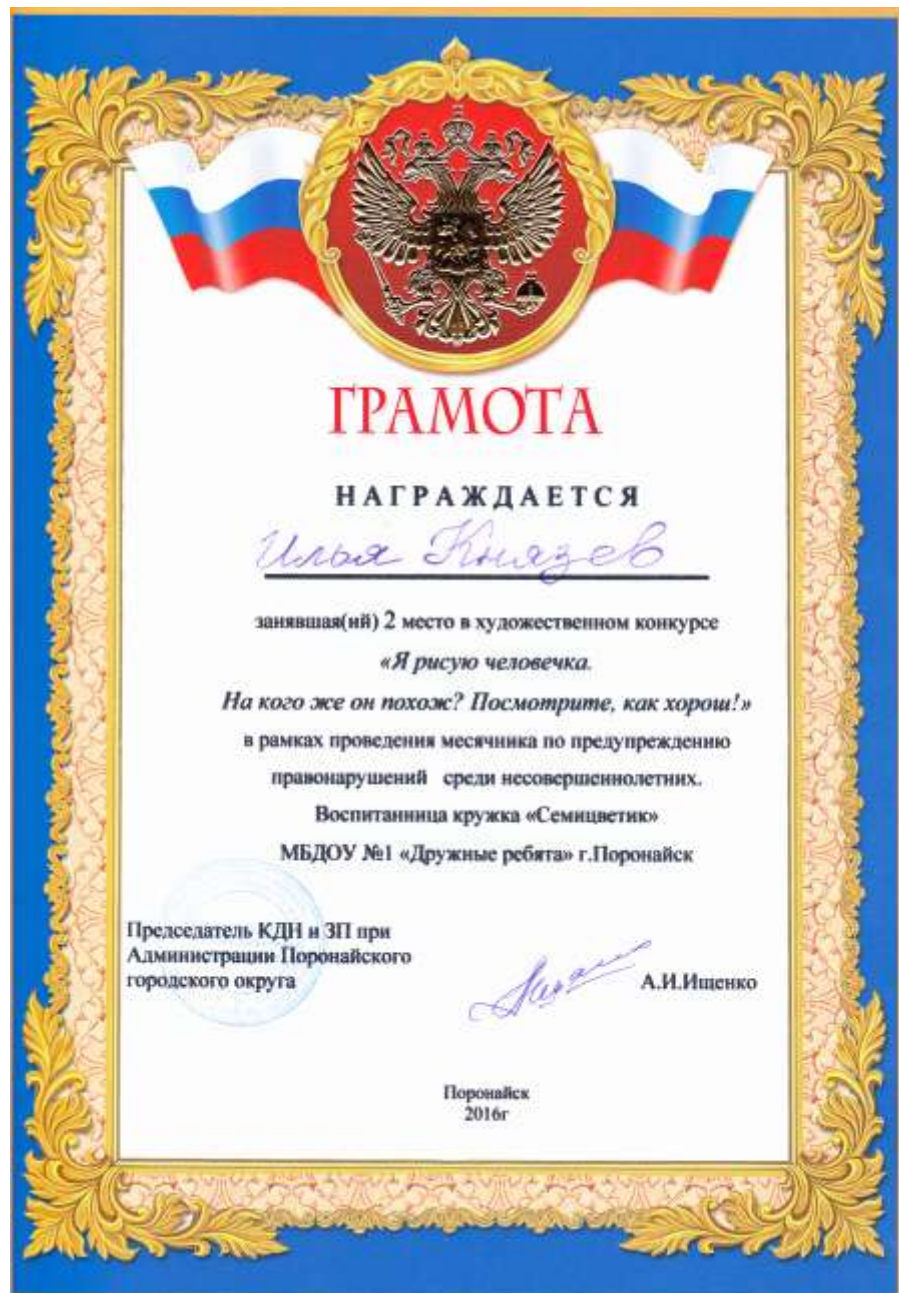 ГРАМОТА
НАГРАЖДАЕТСЯ
Илья Князев
занявшая(ий) 2 место в художественном конкурсе
«Я рисую человечка.
На кого же он похож? Посмотрите, как хорош!»
в рамках проведения месячника по предупреждению
правонарушений среди несовершеннолетних.
Воспитанница кружка «Семицветик»
МБДОУ №1 «Дружные ребята» г.Поронайск
Председатель КДН и ЗП при
Администрации Поронайского
городского округа
А.И.Ищенко
Поронайск
2016г